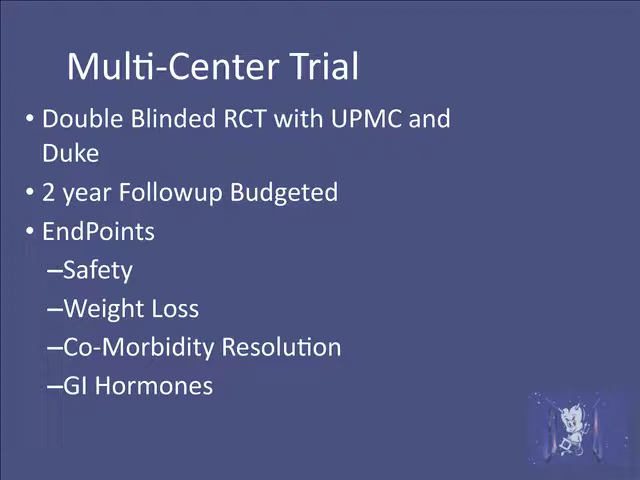 Multi-Center Trial
• Double Blinded RCT with UPMC and
Duke
• 2 year Followup Budgeted
• EndPoints
–Safety
–Weight Loss
–Co-Morbidity Resolution
–GI Hormones